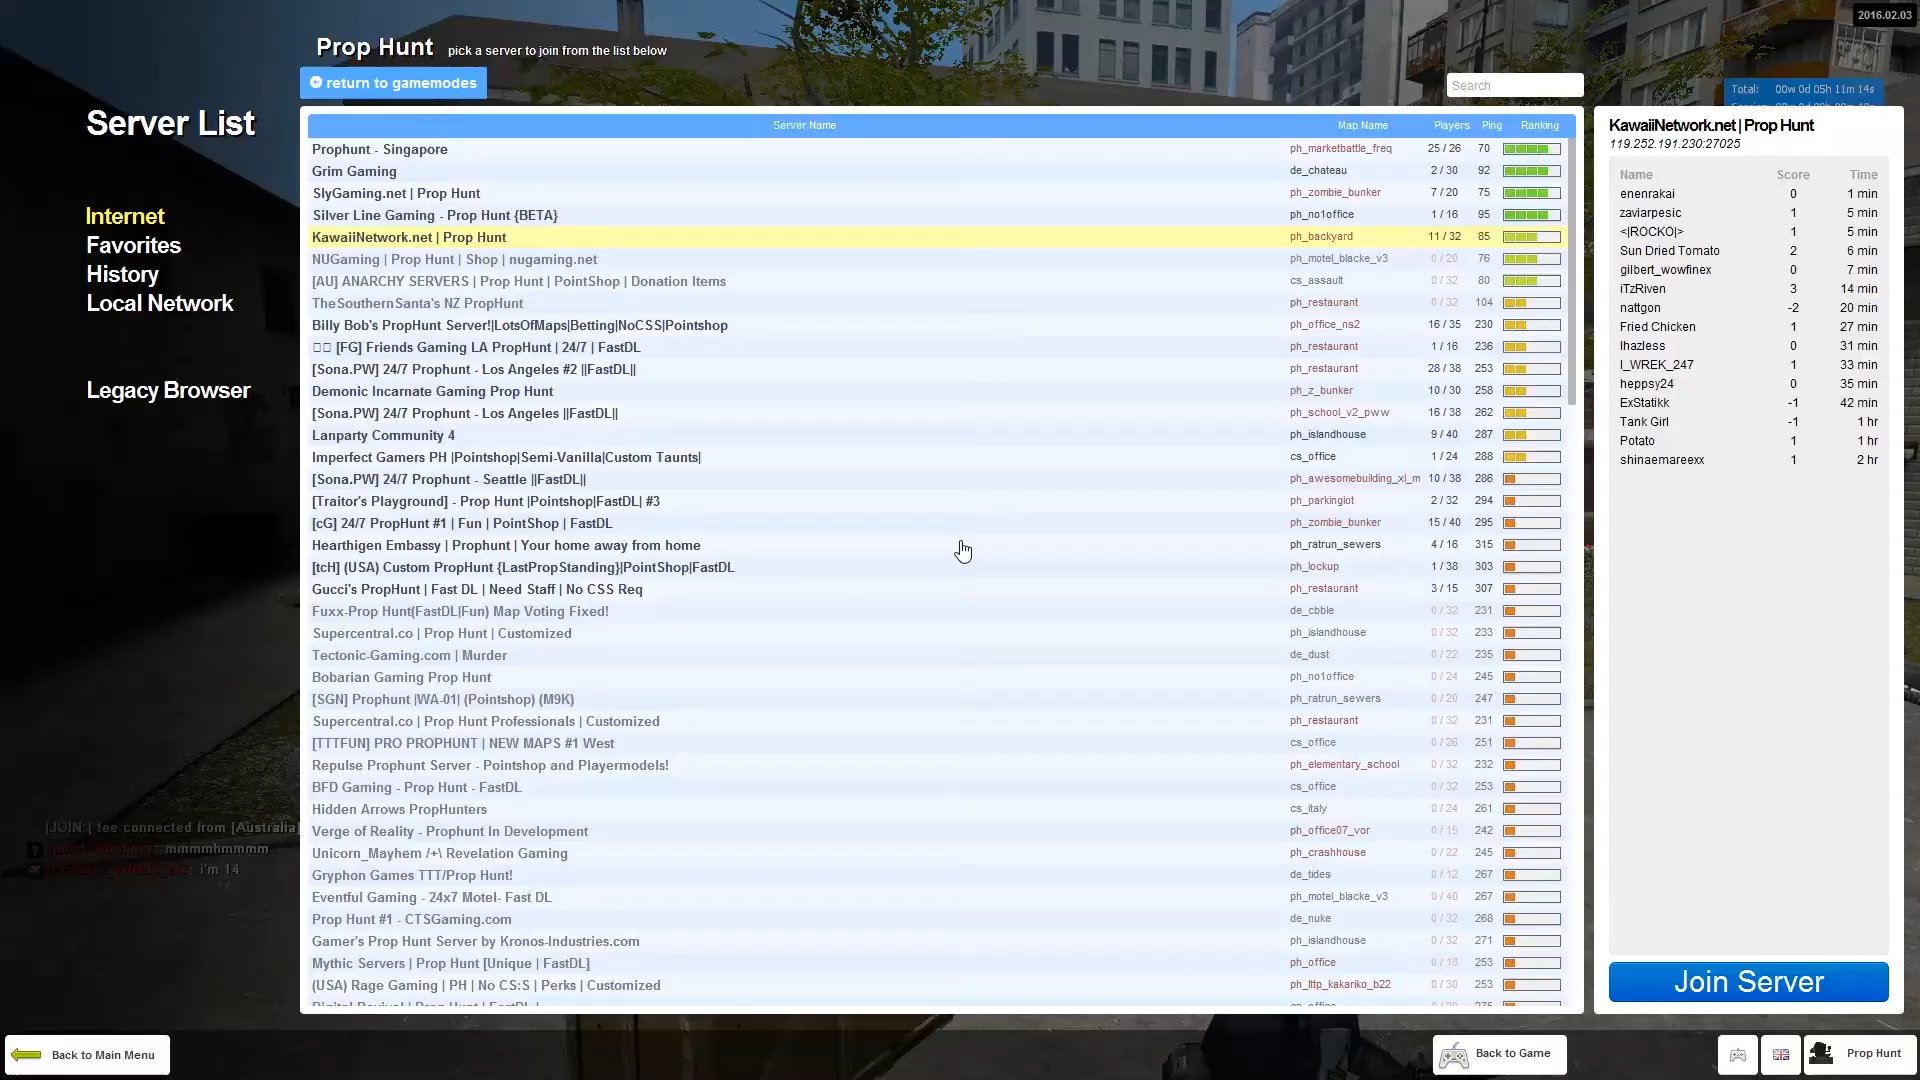 2016.02.03
Prop Hunt pick a server to join from the list below
return to gamemodes
Search
Total: 00w 0d 05h 11m 14s
Server List
Internet
Favorites
History
Local Network
Legacy Browser
Server Name Map Name Players Ping Ranking
Prophunt - Singapore ph_marketbattle_freq 25 / 26 70
Grim Gaming de_chateau 2 / 30 92
SlyGaming.net | Prop Hunt ph_zombie_bunker 7 / 20 75
Silver Line Gaming - Prop Hunt {BETA} ph_no1office 1 / 16 95
KawaiiNetwork.net | Prop Hunt ph_backyard 11 / 32 85
NUGaming | Prop Hunt | Shop | nugaming.net ph_motel_blacke_v3 0 / 20 76
[AU] ANARCHY SERVERS | Prop Hunt | PointShop | Donation Items cs_assault 0 / 32 80
TheSouthernSanta's NZ PropHunt ph_restaurant 0 / 32 104
Billy Bob's PropHunt Server!|LotsOfMaps|Betting|NoCSS|Pointshop ph_office_ns2 16 / 35 230
[FG] Friends Gaming LA PropHunt | 24/7 | FastDL ph_restaurant 1 / 16 236
[Sona.PW] 24/7 Prophunt - Los Angeles #2 ||FastDL|| ph_restaurant 28 / 38 253
Demonic Incarnate Gaming Prop Hunt ph_z_bunker 10 / 30 258
[Sona.PW] 24/7 Prophunt - Los Angeles ||FastDL|| ph_school_v2_pww 16 / 38 262
Lanparty Community 4 ph_islandhouse 9 / 40 287
Imperfect Gamers PH |Pointshop|Semi-Vanilla|Custom Taunts| cs_office 1 / 24 288
[Sona.PW] 24/7 Prophunt - Seattle ||FastDL|| ph_awesomebuilding_xl_m 10 / 38 286
[Traitor's Playground] - Prop Hunt |Pointshop|FastDL| #3 ph_parkinglot 2 / 32 294
[cG] 24/7 PropHunt #1 | Fun | PointShop | FastDL ph_zombie_bunker 15 / 40 295
Hearthigen Embassy | Prophunt | Your home away from home ph_ratrun_sewers 4 / 16 315
[tcH] (USA) Custom PropHunt {LastPropStanding}|PointShop|FastDL ph_lockup 1 / 38 303
Gucci's PropHunt | Fast DL | Need Staff | No CSS Req ph_restaurant 3 / 15 307
Fuxx-Prop Hunt(FastDL|Fun) Map Voting Fixed! de_cbble 0 / 32 231
Supercentral.co | Prop Hunt | Customized ph_islandhouse 0 / 32 233
Tectonic-Gaming.com | Murder de_dust 0 / 22 235
Bobarian Gaming Prop Hunt ph_no1office 0 / 24 245
[SGN] Prophunt |WA-01| (Pointshop) (M9K) ph_ratrun_sewers 0 / 20 247
Supercentral.co | Prop Hunt Professionals | Customized ph_restaurant 0 / 32 231
[TTTFUN] PRO PROPHUNT | NEW MAPS #1 West cs_office 0 / 26 251
Repulse Prophunt Server - Pointshop and Playermodels! ph_elementary_school 0 / 32 232
BFD Gaming - Prop Hunt - FastDL cs_office 0 / 32 253
Hidden Arrows PropHunters cs_italy 0 / 24 261
Verge of Reality - Prophunt In Development ph_office07_vor 0 / 15 242
Unicorn_Mayhem /+\ Revelation Gaming ph_crashhouse 0 / 22 245
Gryphon Games TTT/Prop Hunt! de_tides 0 / 12 267
Eventful Gaming - 24x7 Motel- Fast DL ph_motel_blacke_v3 0 / 40 267
Prop Hunt #1 - CTSGaming.com de_nuke 0 / 32 268
Gamer's Prop Hunt Server by Kronos-Industries.com ph_islandhouse 0 / 32 271
Mythic Servers | Prop Hunt [Unique | FastDL] ph_office 0 / 18 253
(USA) Rage Gaming | PH | No CS:S | Perks | Customized ph_lttp_kakariko_b22 0 / 30 253
KawaiiNetwork.net | Prop Hunt
119.252.191.230:27025
Name Score Time
enenrakai 0 1 min
zaviarpesic 1 5 min
<|ROCKO|> 1 5 min
Sun Dried Tomato 2 6 min
gilbert_wowfinex 0 7 min
iTzRiven 3 14 min
nattgon -2 20 min
Fried Chicken 1 27 min
lhazless 0 31 min
I_WREK_247 1 33 min
heppsy24 0 35 min
ExStatikk -1 42 min
Tank Girl -1 1 hr
Potato 1 1 hr
shinaemareexx 1 2 hr
Join Server
[JOIN:] tee connected from [Australia]
: mmmmhmmmm
: i'm 14
Back to Main Menu
Back to Game
Prop Hunt